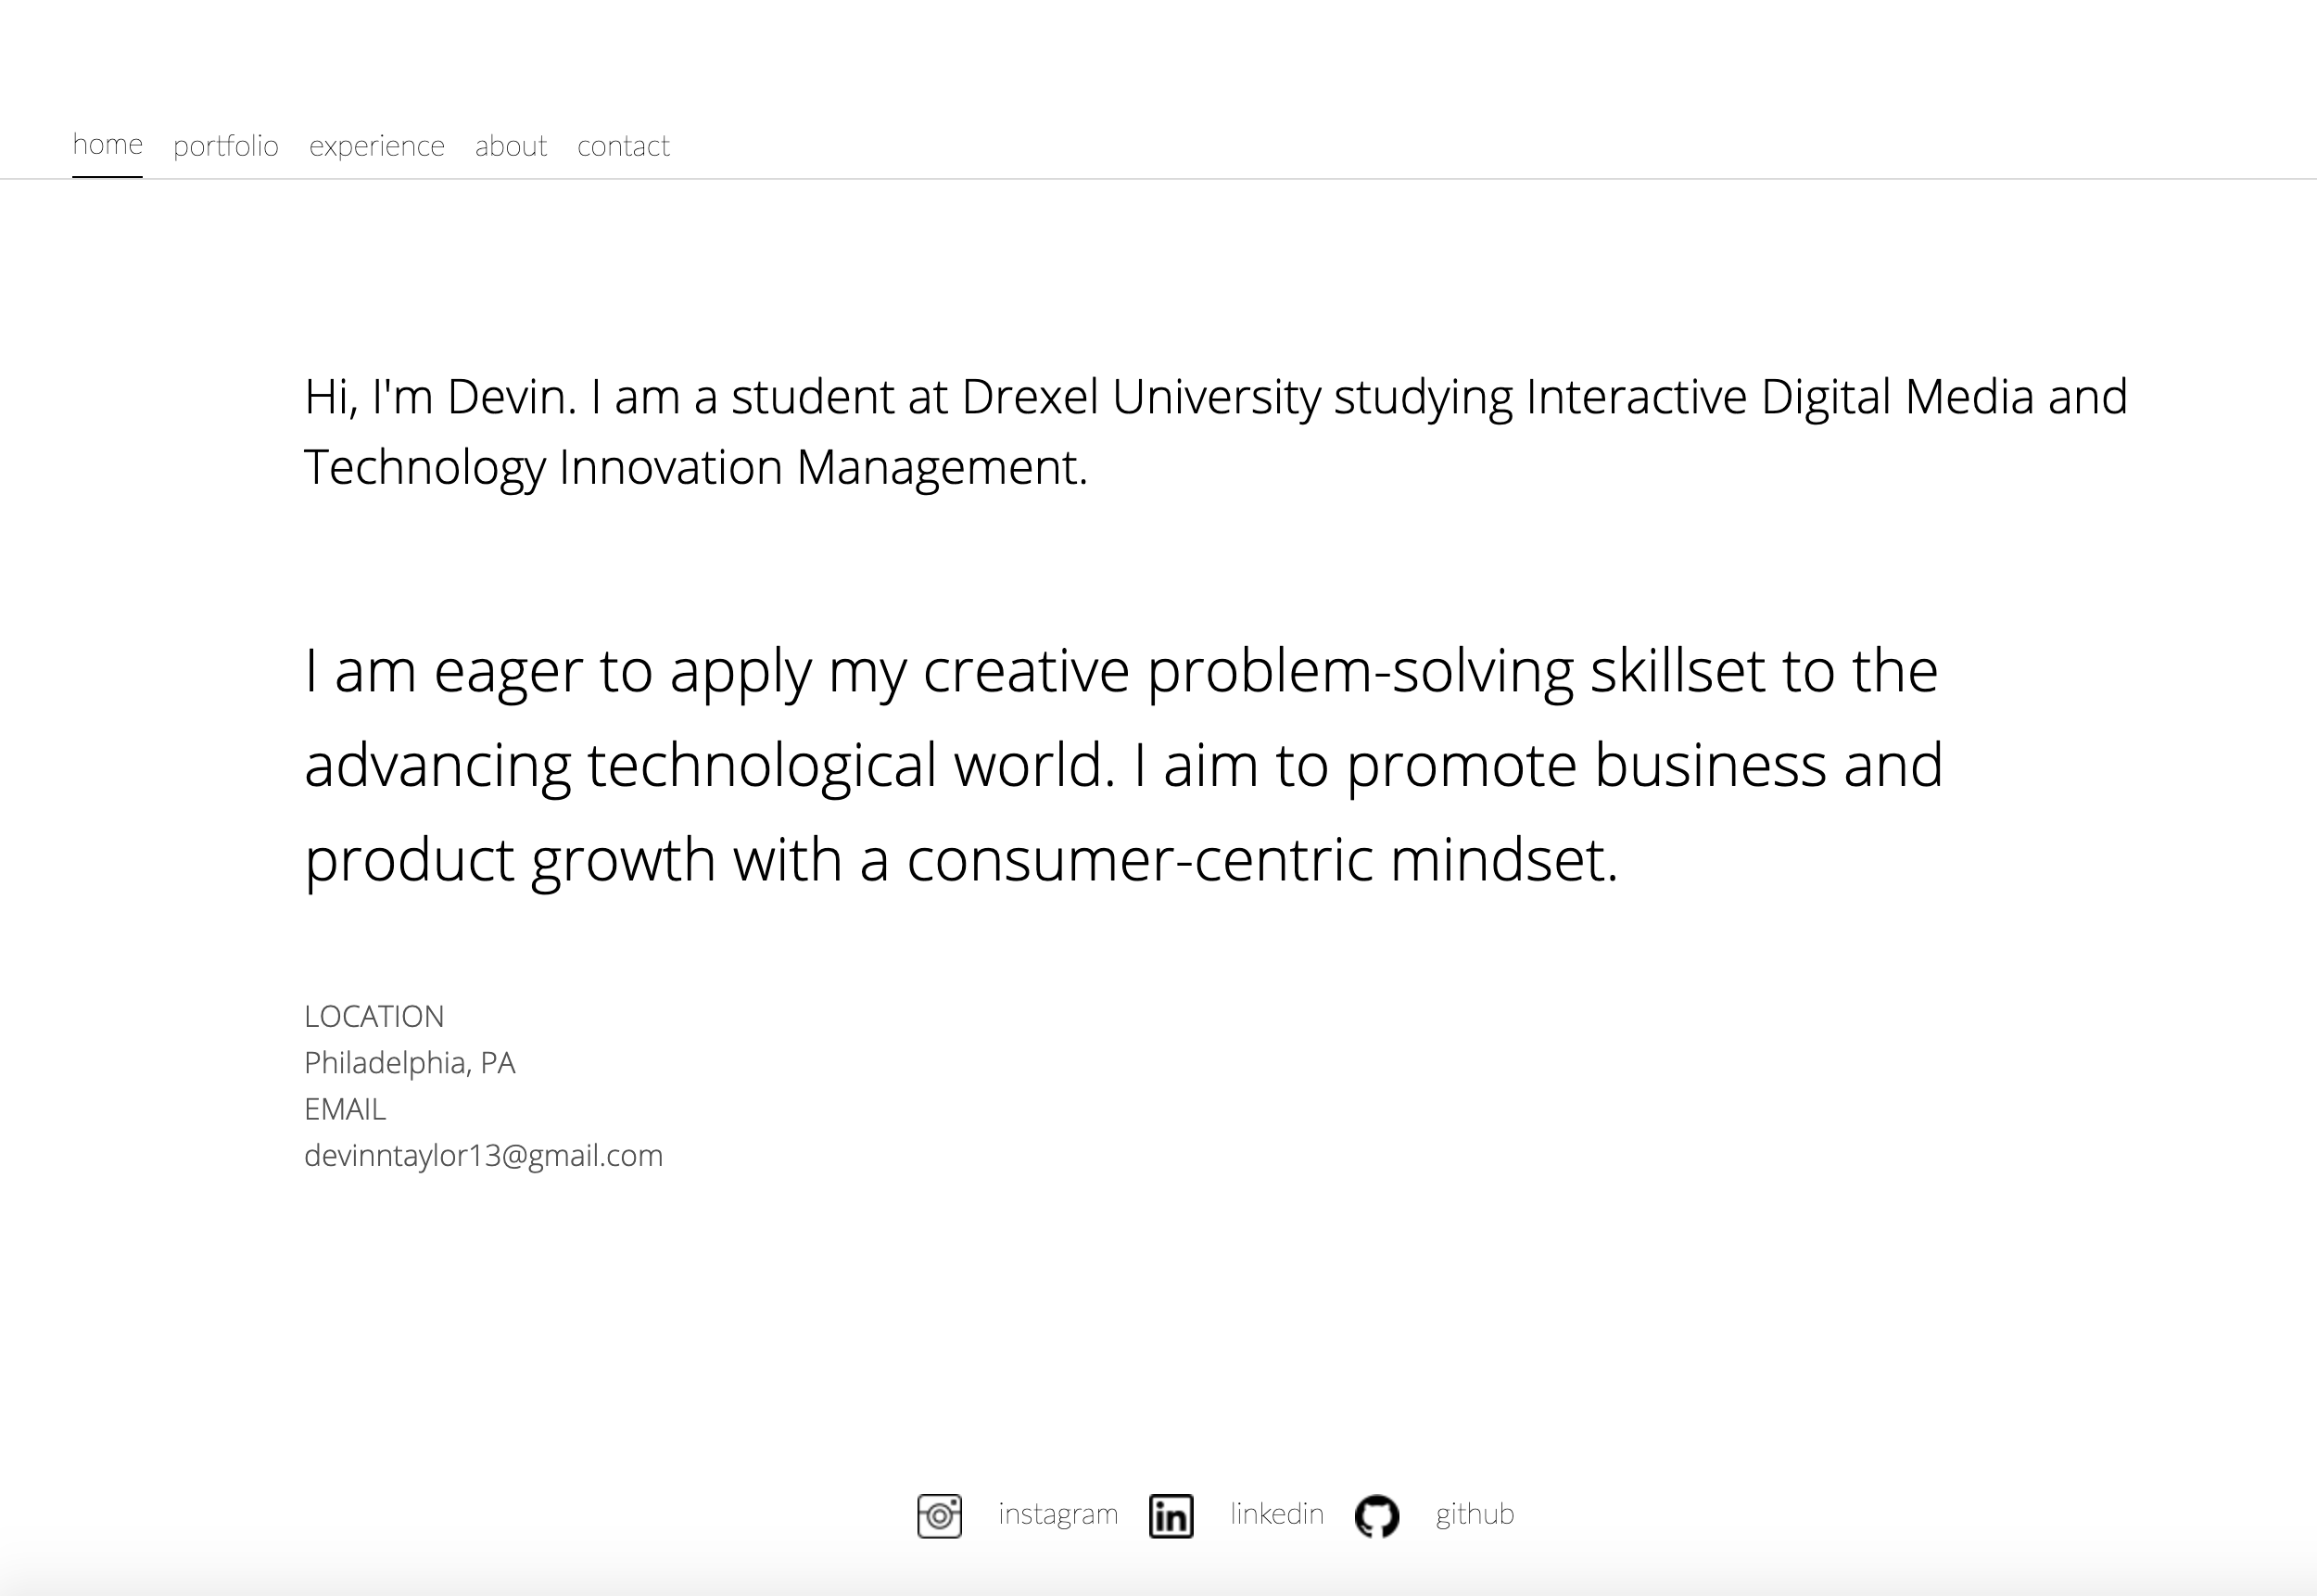 home portfolio experience about contact
Hi, I'm Devin. I am a student at Drexel University studying Interactive Digital Media and
Technology Innovation Management.
I am eager to apply my creative problem-solving skillset to the
advancing technological world. I aim to promote business and
product growth with a consumer-centric mindset.
LOCATION
Philadelphia, PA
EMAIL
devinntaylor13@gmail.com
instagram in linkedin github